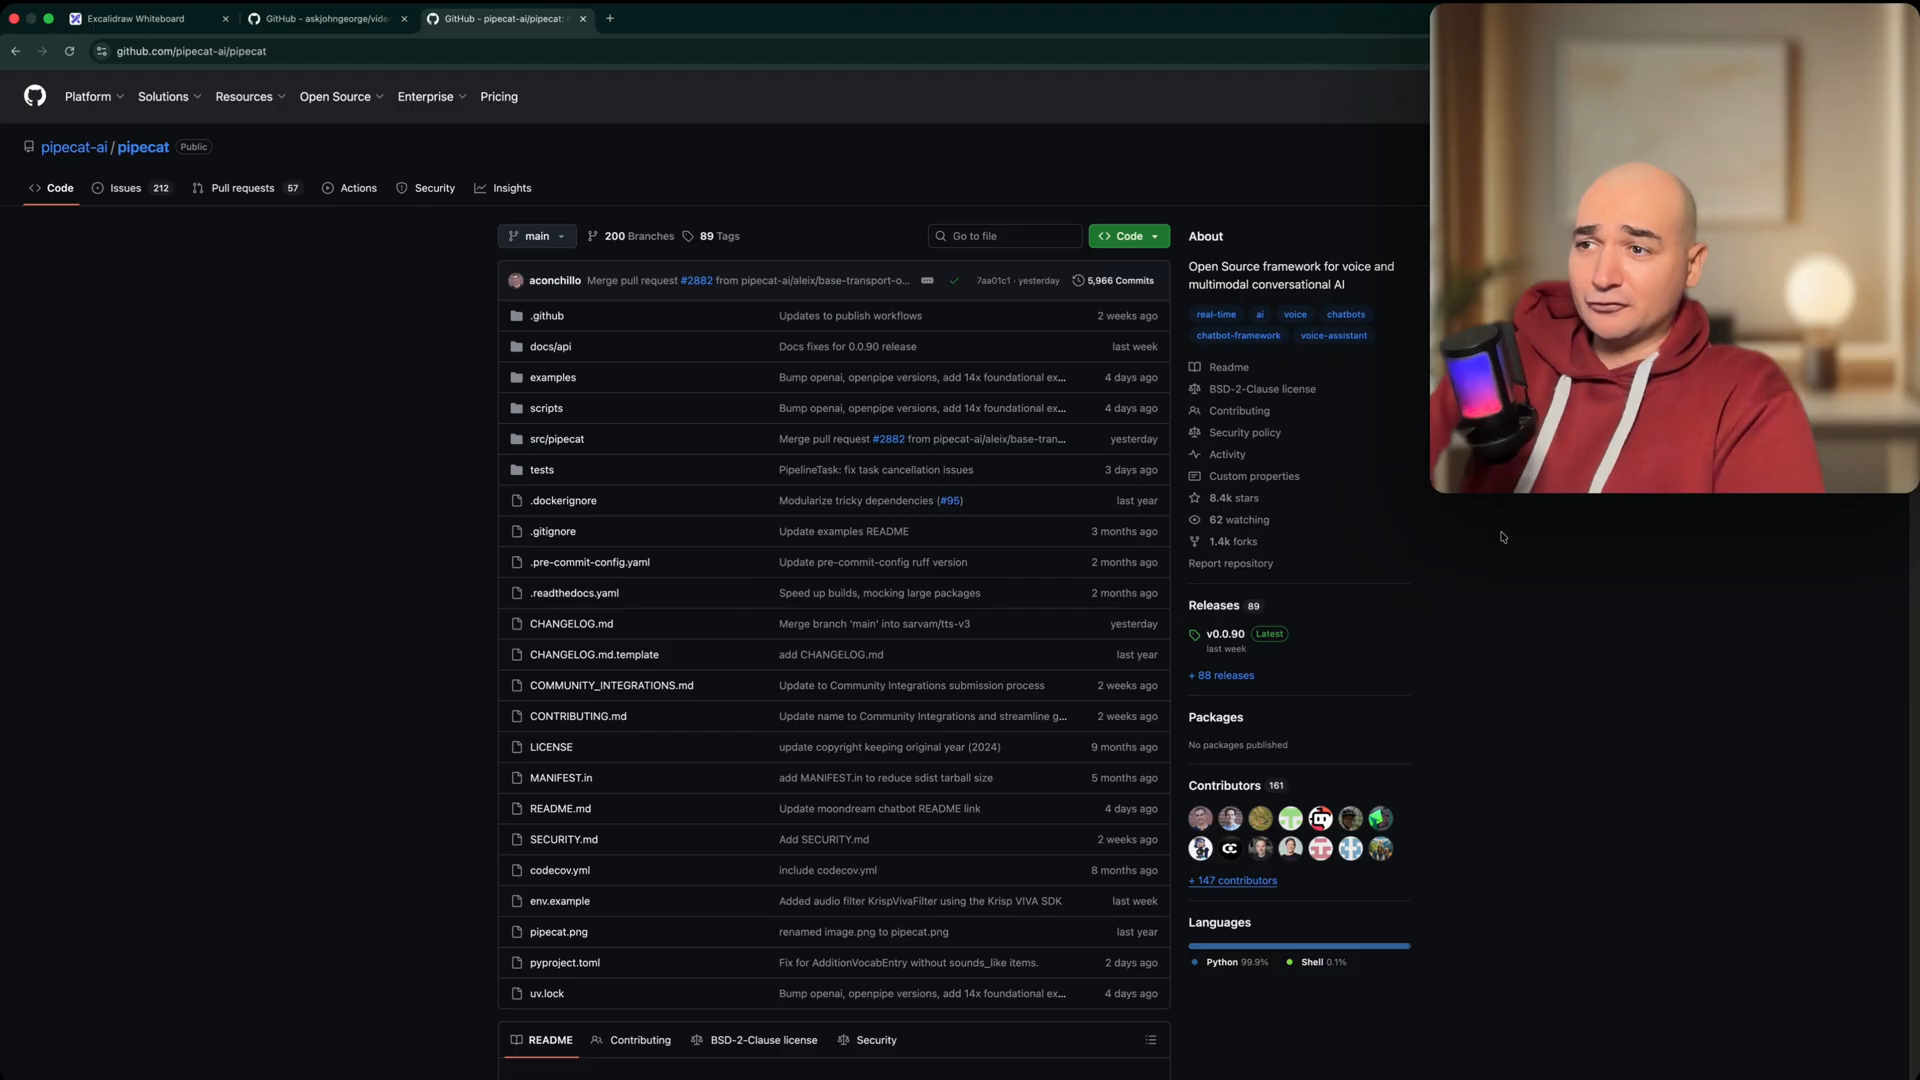 Excalidraw Whiteboard
GitHub - askjohngeorge/vide
GitHub - pipecat-ai/pipecat:
github.com/pipecat-ai/pipecat
Platform Solutions Resources Open Source Enterprise Pricing
pipecat-ai / pipecat Public
Code Issues 212 Pull requests 57 Actions Security Insights
main 200 Branches 89 Tags Go to file Code
aconchillo Merge pull request #2882 from pipecat-ai/aleix/base-transport-o... 7aa01c1 · yesterday 5,966 Commits
.github Updates to publish workflows 2 weeks ago
docs/api Docs fixes for 0.0.90 release last week
examples Bump openai, openpipe versions, add 14x foundational ex... 4 days ago
scripts Bump openai, openpipe versions, add 14x foundational ex... 4 days ago
src/pipecat Merge pull request #2882 from pipecat-ai/aleix/base-tran... yesterday
tests PipelineTask: fix task cancellation issues 3 days ago
.dockerignore Modularize tricky dependencies (#95) last year
.gitignore Update examples README 3 months ago
.pre-commit-config.yaml Update pre-commit-config ruff version 2 months ago
.readthedocs.yaml Speed up builds, mocking large packages 2 months ago
CHANGELOG.md Merge branch 'main' into sarvam/tts-v3 yesterday
CHANGELOG.md.template add CHANGELOG.md last year
COMMUNITY_INTEGRATIONS.md Update to Community Integrations submission process 2 weeks ago
CONTRIBUTING.md Update name to Community Integrations and streamline g... 2 weeks ago
LICENSE update copyright keeping original year (2024) 9 months ago
MANIFEST.in add MANIFEST.in to reduce sdist tarball size 5 months ago
README.md Update moondream chatbot README link 4 days ago
SECURITY.md Add SECURITY.md 2 weeks ago
codecov.yml include codecov.yml 8 months ago
env.example Added audio filter KrispVivaFilter using the Krisp VIVA SDK last week
pipecat.png renamed image.png to pipecat.png last year
pyproject.toml Fix for AdditionVocabEntry without sounds_like items. 2 days ago
uv.lock Bump openai, openpipe versions, add 14x foundational ex... 4 days ago
README Contributing BSD-2-Clause license Security
About
Open Source framework for voice and
multimodal conversational AI
real-time ai voice chatbots
chatbot-framework voice-assistant
Readme
BSD-2-Clause license
Contributing
Security policy
Activity
Custom properties
8.4k stars
62 watching
1.4k forks
Report repository
Releases 89
v0.0.90 Latest
last week
+ 88 releases
Packages
No packages published
Contributors 161
+ 147 contributors
Languages
Python 99.9% Shell 0.1%